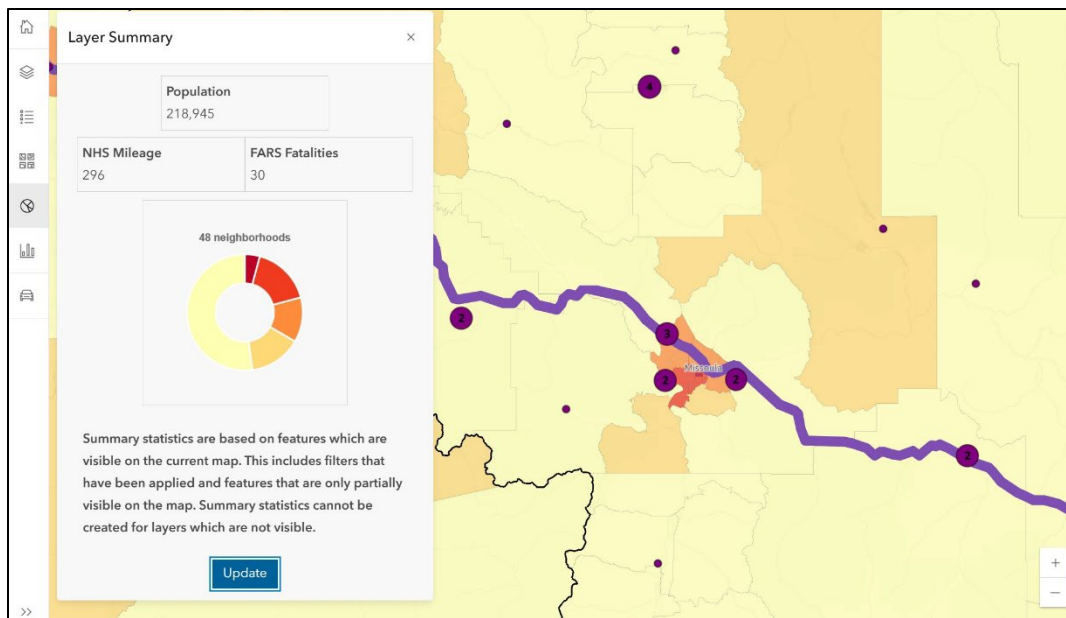 Layer Summary
×
Population
218,945
NHS Mileage
296
FARS Fatalities
30
48 neighborhoods
Summary statistics are based on features which are
visible on the current map. This includes filters that
have been applied and features that are only partially
visible on the map. Summary statistics cannot be
created for layers which are not visible.
Update
4
2
3
Missoula
2
2
2
+
−
>>